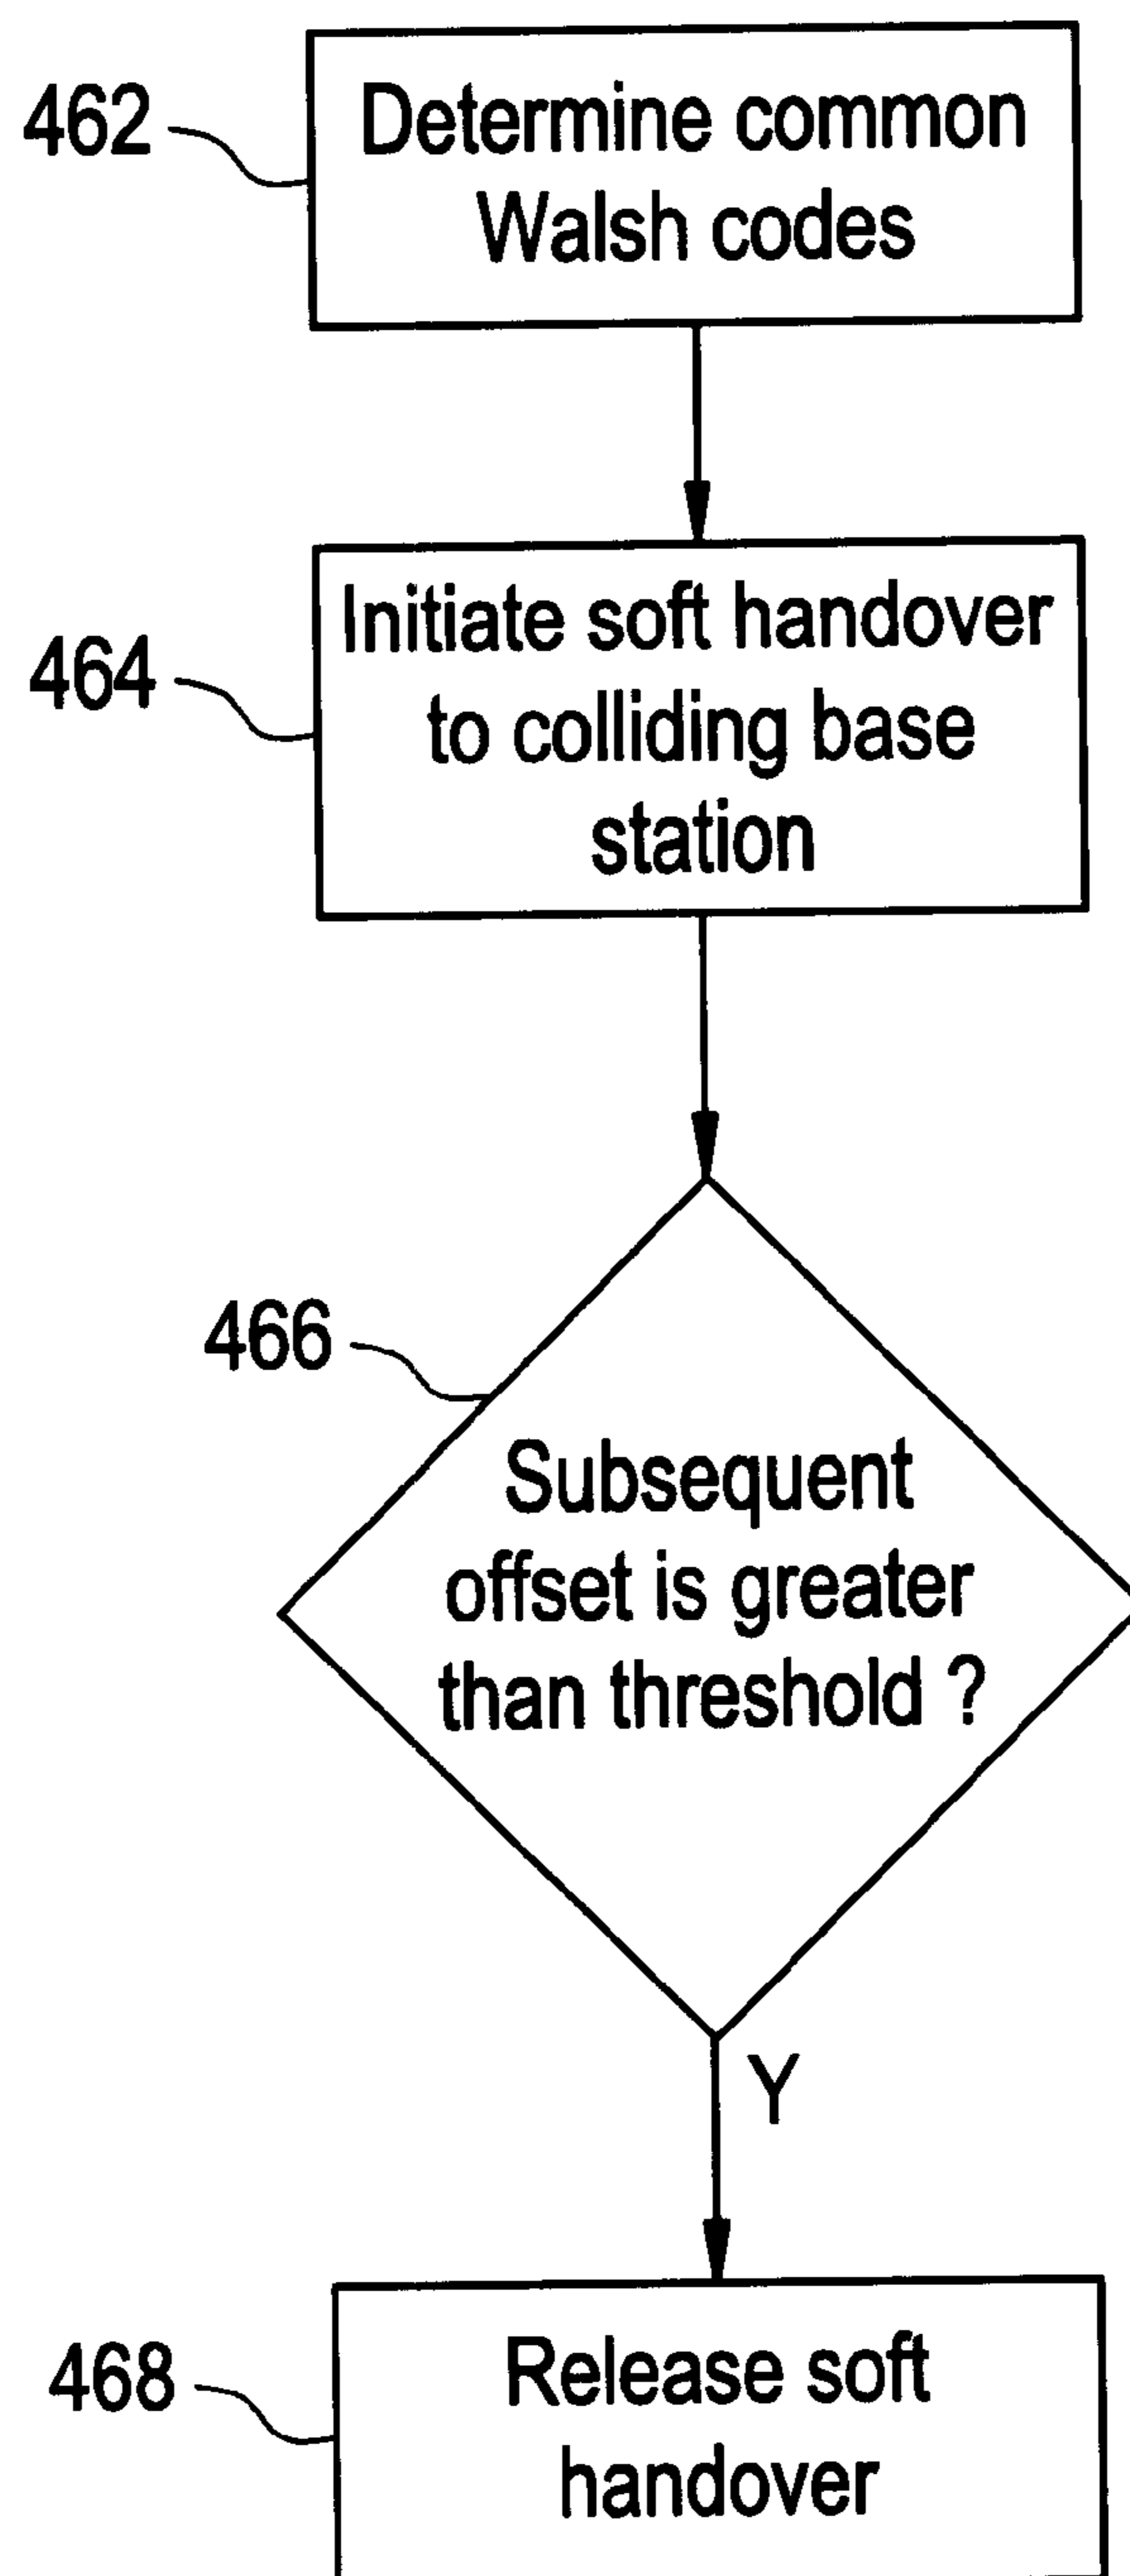 462
Determine common
Walsh codes
464
Initiate soft handover
to colliding base
station
466
Subsequent
offset is greater
than threshold ?
Y
468
Release soft
handover